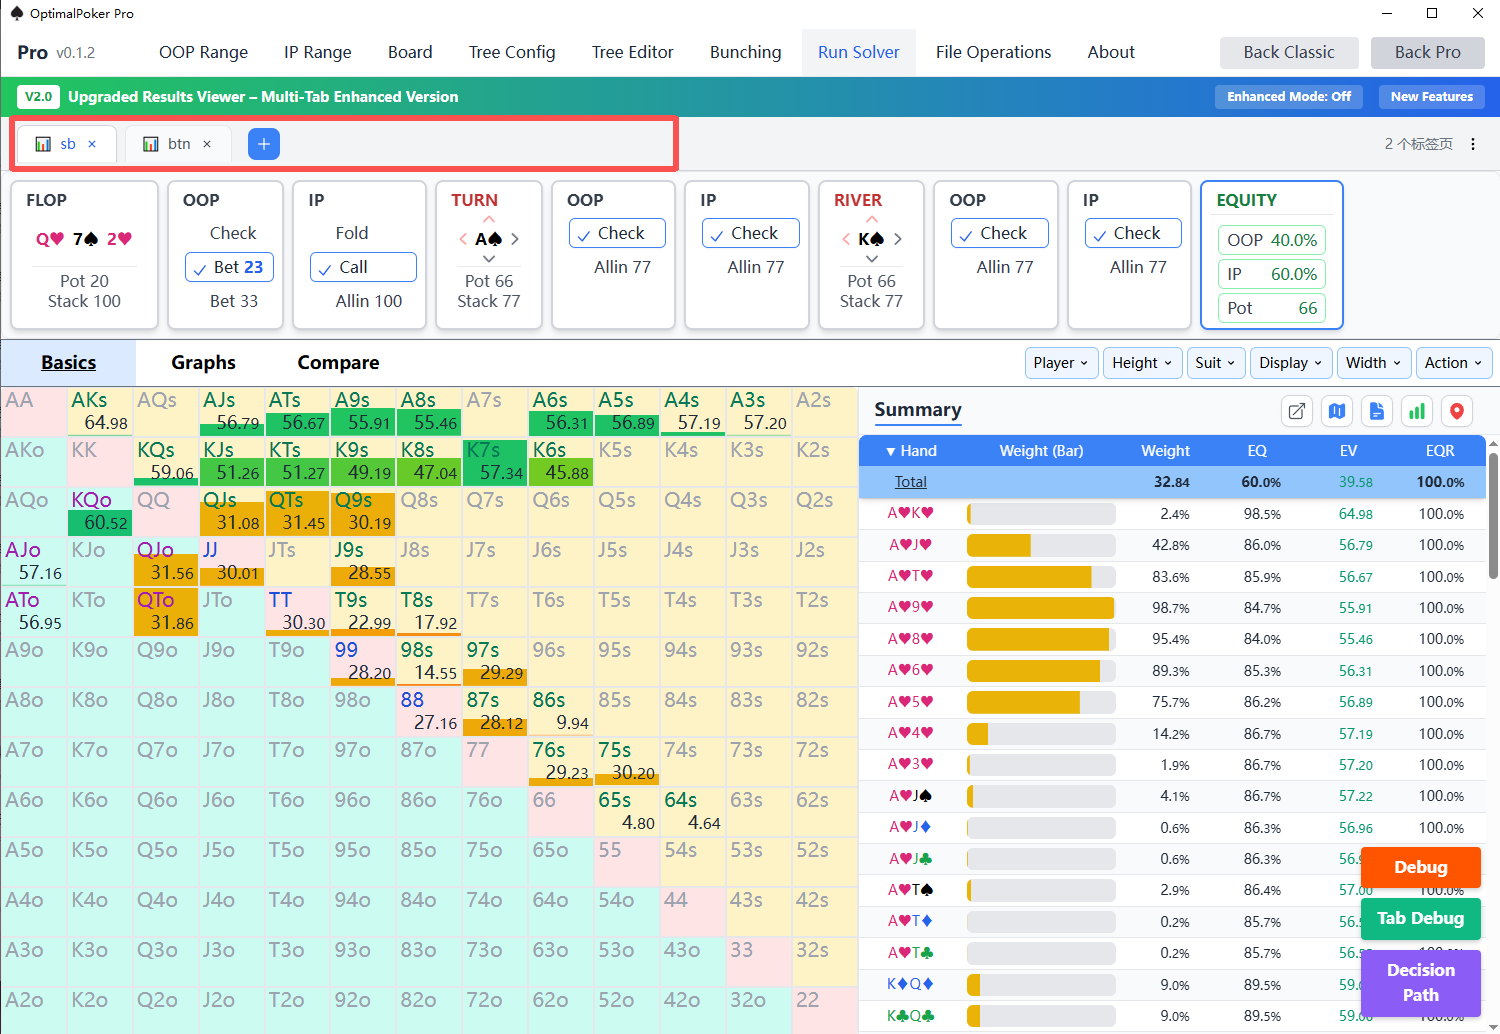 OptimalPoker Pro
Pro v0.1.2 OOP Range IP Range Board Tree Config Tree Editor Bunching Run Solver File Operations About Back Classic Back Pro
V2.0 Upgraded Results Viewer – Multi-Tab Enhanced Version Enhanced Mode: Off New Features
sb × btn × + 2 个标签页
FLOP
Q♥ 7♠ 2♥
Pot 20
Stack 100
OOP
Check
Bet 23
Bet 33
IP
Fold
Call
Allin 100
TURN
A♠
Pot 66
Stack 77
OOP
Check
Allin 77
IP
Check
Allin 77
RIVER
K♠
Pot 66
Stack 77
OOP
Check
Allin 77
IP
Check
Allin 77
EQUITY
OOP 40.0%
IP 60.0%
Pot 66
Basics Graphs Compare Player Height Suit Display Width Action
AA AKs AQs AJs ATs A9s A8s A7s A6s A5s A4s A3s A2s
64.98 56.79 56.67 55.91 55.46 56.31 56.89 57.19 57.20
AKo KK KQs KJs KTs K9s K8s K7s K6s K5s K4s K3s K2s
59.06 51.26 51.27 49.19 47.04 57.34 45.88
AQo KQo QQ QJs QTs Q9s Q8s Q7s Q6s Q5s Q4s Q3s Q2s
60.52 31.08 31.45 30.19
AJo KJo QJo JJ JTs J9s J8s J7s J6s J5s J4s J3s J2s
57.16 31.56 30.01 28.55
ATo KTo QTo JTo TT T9s T8s T7s T6s T5s T4s T3s T2s
56.95 31.86 30.30 22.99 17.92
A9o K9o Q9o J9o T9o 99 98s 97s 96s 95s 94s 93s 92s
28.20 14.55 29.29
A8o K8o Q8o J8o T8o 98o 88 87s 86s 85s 84s 83s 82s
27.16 28.12 9.94
A7o K7o Q7o J7o T7o 97o 87o 77 76s 75s 74s 73s 72s
29.23 30.20
A6o K6o Q6o J6o T6o 96o 86o 76o 66 65s 64s 63s 62s
4.80 4.64
A5o K5o Q5o J5o T5o 95o 85o 75o 65o 55 54s 53s 52s
A4o K4o Q4o J4o T4o 94o 84o 74o 64o 54o 44 43s 42s
A3o K3o Q3o J3o T3o 93o 83o 73o 63o 53o 43o 33 32s
A2o K2o Q2o J2o T2o 92o 82o 72o 62o 52o 42o 32o 22
Summary
▼ Hand Weight (Bar) Weight EQ EV EQR
Total 32.84 60.0% 39.58 100.0%
A♥K♥ 2.4% 98.5% 64.98 100.0%
A♥J♥ 42.8% 86.0% 56.79 100.0%
A♥T♥ 83.6% 85.9% 56.67 100.0%
A♥9♥ 98.7% 84.7% 55.91 100.0%
A♥8♥ 95.4% 84.0% 55.46 100.0%
A♥6♥ 89.3% 85.3% 56.31 100.0%
A♥5♥ 75.7% 86.2% 56.89 100.0%
A♥4♥ 14.2% 86.7% 57.19 100.0%
A♥3♥ 1.9% 86.7% 57.20 100.0%
A♥J♠ 4.1% 86.7% 57.22 100.0%
A♥J♦ 0.6% 86.3% 56.96 100.0%
A♥J♣ 0.6% 86.3%
A♥T♠ 2.9% 86.4% 57.00 100.0%
A♥T♦ 0.2% 85.7%
A♥T♣ 0.2% 85.7% 100.0%
K♦Q♦ 9.0% 89.5%
K♣Q♣ 9.0% 89.5% 100.0%
Debug
Tab Debug
Decision
Path